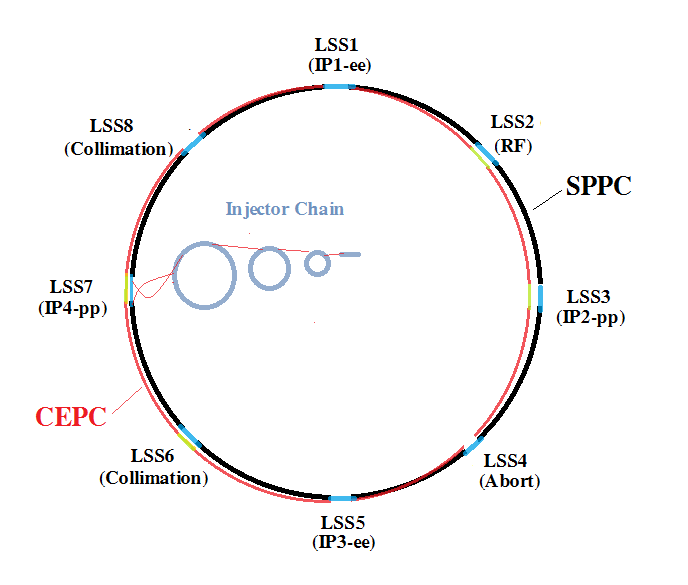 LSS1
(IP1-ee)
LSS2
(RF)
LSS8
(Collimation)
SPPC
Injector Chain
LSS7
(IP4-pp)
LSS3
(IP2-pp)
CEPC
LSS6
(Collimation)
LSS4
(Abort)
LSS5
(IP3-ee)